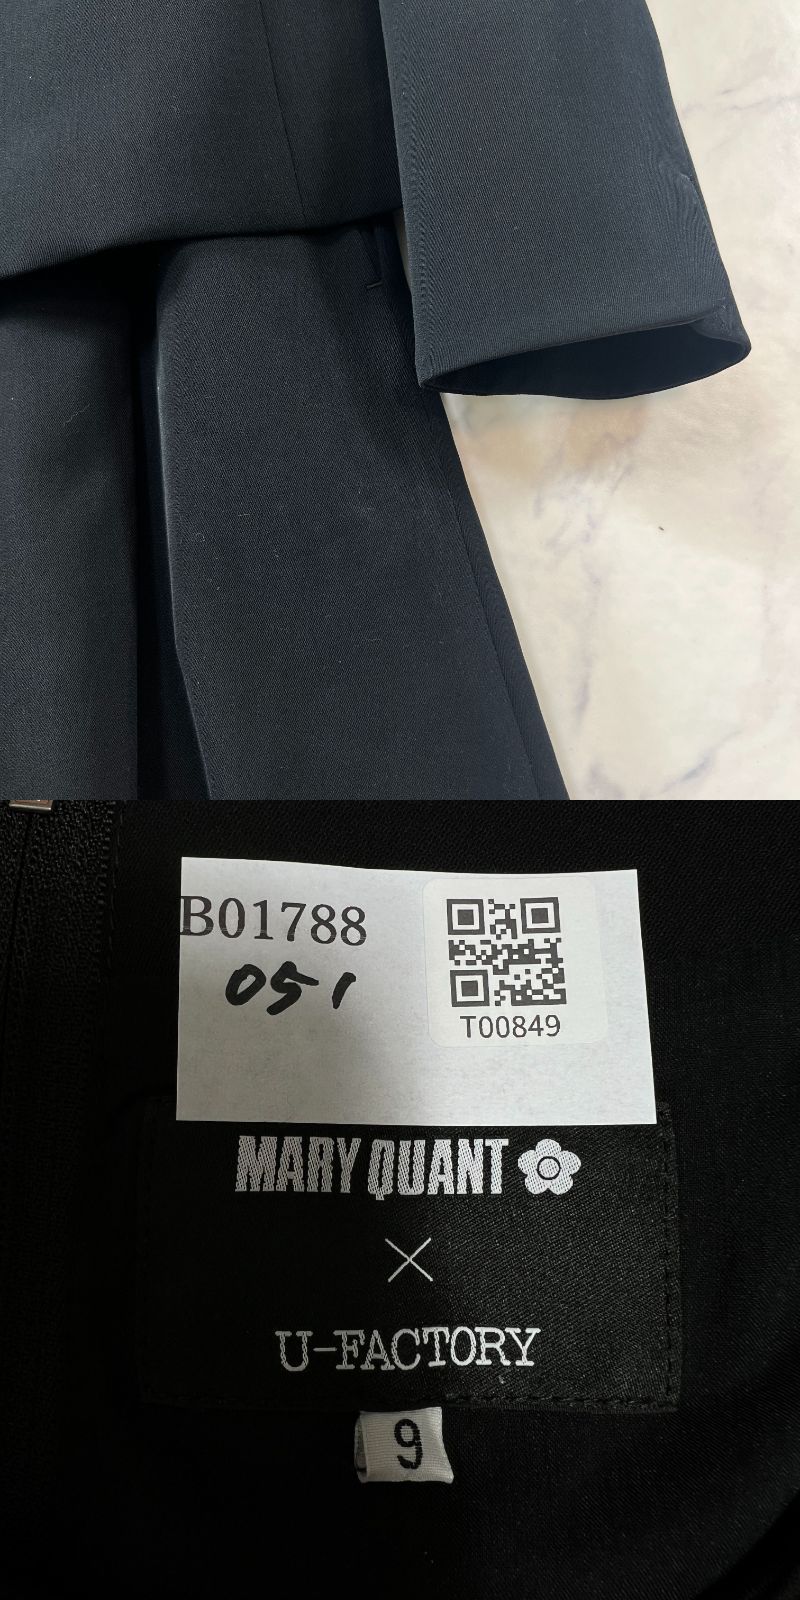 B01788
051
T00849
MARY QUANT
×
U-FACTORY
9